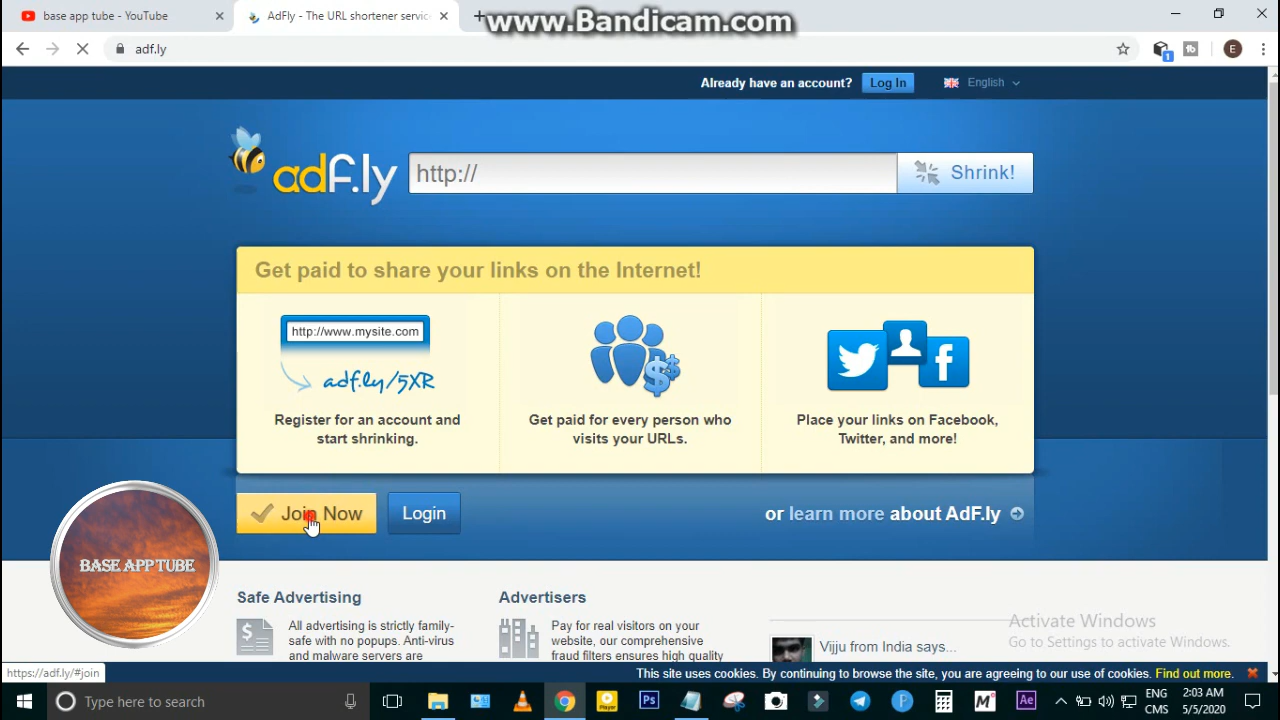 www.Bandicam.com
base app tube - YouTube
AdFly - The URL shortener service
adf.ly
E
1
Already have an account? Log In English
adf.ly http:// Shrink!
Get paid to share your links on the Internet!
http://www.mysite.com
adf.ly/5XR
Register for an account and
start shrinking.
$$
Get paid for every person who
visits your URLs.
f
Place your links on Facebook,
Twitter, and more!
Join Now Login or learn more about AdF.ly
BASE APP TUBE
Safe Advertising
$
All advertising is strictly family-
safe with no popups. Anti-virus
and malware servers are
Advertisers
Pay for real visitors on your
website, our comprehensive
fraud filters ensures high quality
Vijju from India says...
Activate Windows
Go to Settings to activate Windows.
https://adf.ly/#join
This site uses cookies. By continuing to browse the site, you are agreeing to our use of cookies. Find out more.
Type here to search
Player
Ps
P
M
Ae
ENG
CMS
2:03 AM
5/5/2020